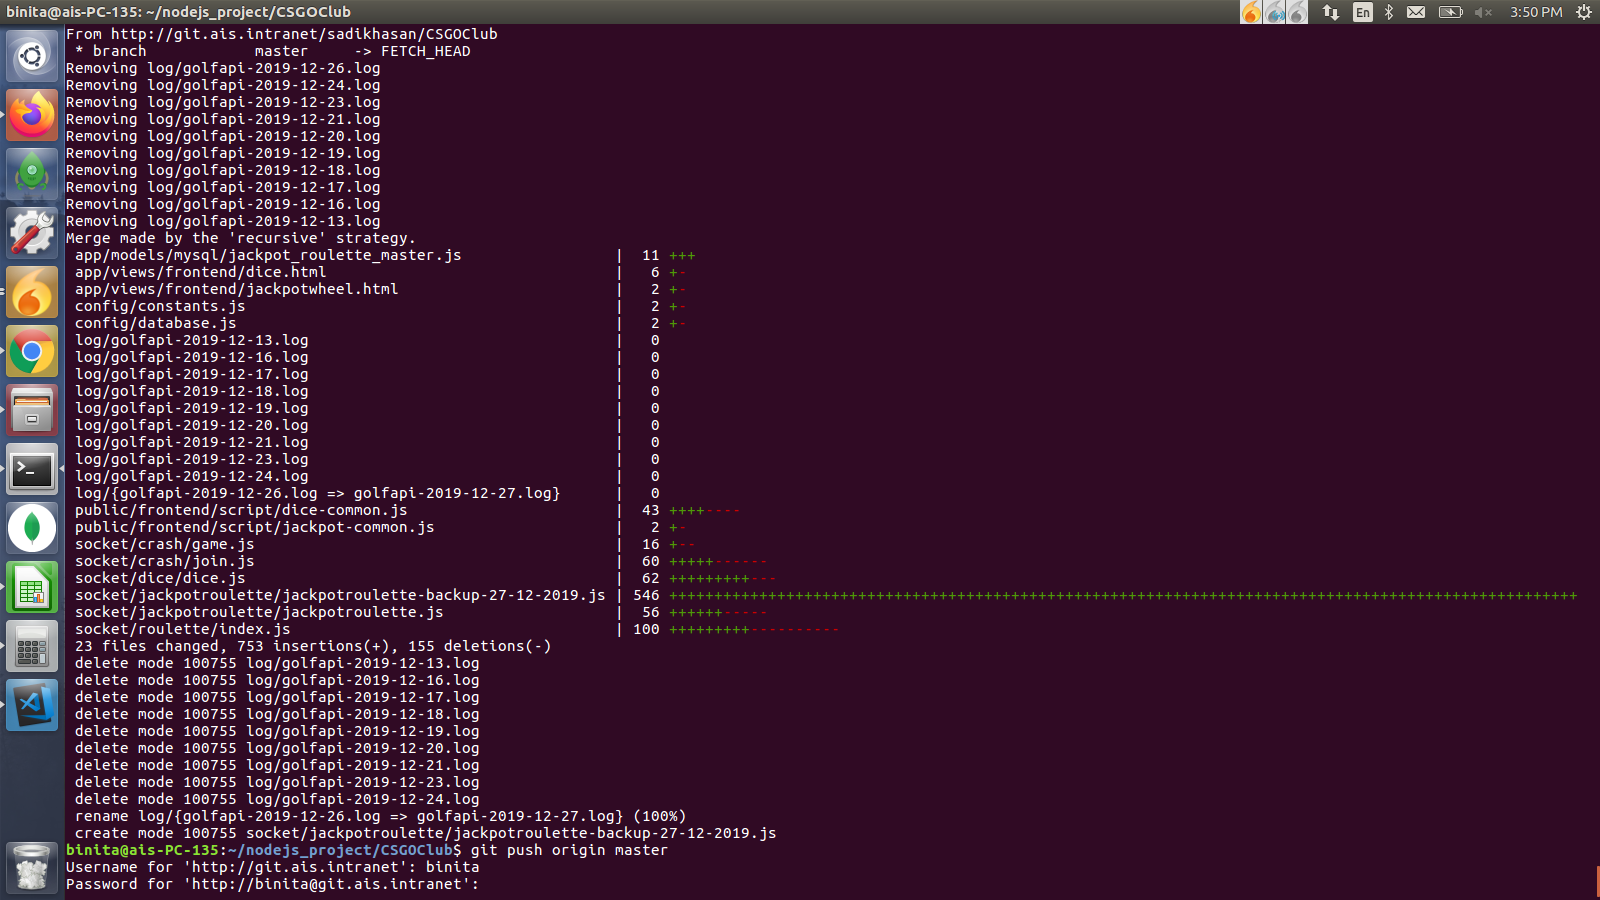 binita@ais-PC-135: ~/nodejs_project/CSGOClub
En
3:50 PM
From http://git.ais.intranet/sadikhasan/CSGOClub
 * branch            master     -> FETCH_HEAD
Removing log/golfapi-2019-12-26.log
Removing log/golfapi-2019-12-24.log
Removing log/golfapi-2019-12-23.log
Removing log/golfapi-2019-12-21.log
Removing log/golfapi-2019-12-20.log
Removing log/golfapi-2019-12-19.log
Removing log/golfapi-2019-12-18.log
Removing log/golfapi-2019-12-17.log
Removing log/golfapi-2019-12-16.log
Removing log/golfapi-2019-12-13.log
Merge made by the 'recursive' strategy.
 app/models/mysql/jackpot_roulette_master.js                 |  11 +++
 app/views/frontend/dice.html                                |   6 +-
 app/views/frontend/jackpotwheel.html                        |   2 +-
 config/constants.js                                         |   2 +-
 config/database.js                                          |   2 +-
 log/golfapi-2019-12-13.log                                  |   0
 log/golfapi-2019-12-16.log                                  |   0
 log/golfapi-2019-12-17.log                                  |   0
 log/golfapi-2019-12-18.log                                  |   0
 log/golfapi-2019-12-19.log                                  |   0
 log/golfapi-2019-12-20.log                                  |   0
 log/golfapi-2019-12-21.log                                  |   0
 log/golfapi-2019-12-23.log                                  |   0
 log/golfapi-2019-12-24.log                                  |   0
 log/{golfapi-2019-12-26.log => golfapi-2019-12-27.log}      |   0
 public/frontend/script/dice-common.js                       |  43 ++++----
 public/frontend/script/jackpot-common.js                    |   2 +-
 socket/crash/game.js                                        |  16 +--
 socket/crash/join.js                                        |  60 +++++------
 socket/dice/dice.js                                         |  62 +++++++++---
 socket/jackpotroulette/jackpotroulette-backup-27-12-2019.js | 546 +++++++++++++++++++++++++++++++++++++++++++++++++++++++++++++++++++++++++++++++++++++++++++++++++++++
 socket/jackpotroulette/jackpotroulette.js                   |  56 ++++++-----
 socket/roulette/index.js                                    | 100 +++++++++----------
 23 files changed, 753 insertions(+), 155 deletions(-)
 delete mode 100755 log/golfapi-2019-12-13.log
 delete mode 100755 log/golfapi-2019-12-16.log
 delete mode 100755 log/golfapi-2019-12-17.log
 delete mode 100755 log/golfapi-2019-12-18.log
 delete mode 100755 log/golfapi-2019-12-19.log
 delete mode 100755 log/golfapi-2019-12-20.log
 delete mode 100755 log/golfapi-2019-12-21.log
 delete mode 100755 log/golfapi-2019-12-23.log
 delete mode 100755 log/golfapi-2019-12-24.log
 rename log/{golfapi-2019-12-26.log => golfapi-2019-12-27.log} (100%)
 create mode 100755 socket/jackpotroulette/jackpotroulette-backup-27-12-2019.js
binita@ais-PC-135:~/nodejs_project/CSGOClub$ git push origin master
Username for 'http://git.ais.intranet': binita
Password for 'http://binita@git.ais.intranet':